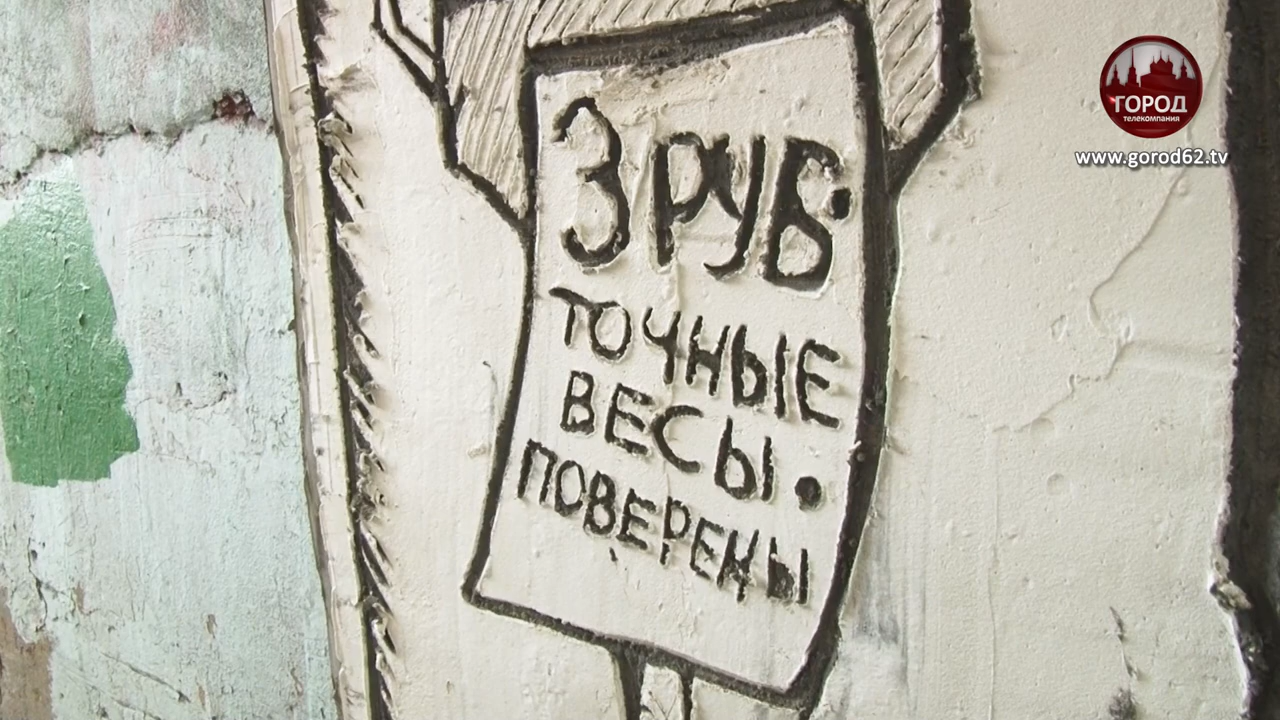 ГОРОД
телекомпания
www.gorod62.tv
3 РУБ.
ТОЧНЫЕ
ВЕСЫ.
ПОВЕРЕНЫ